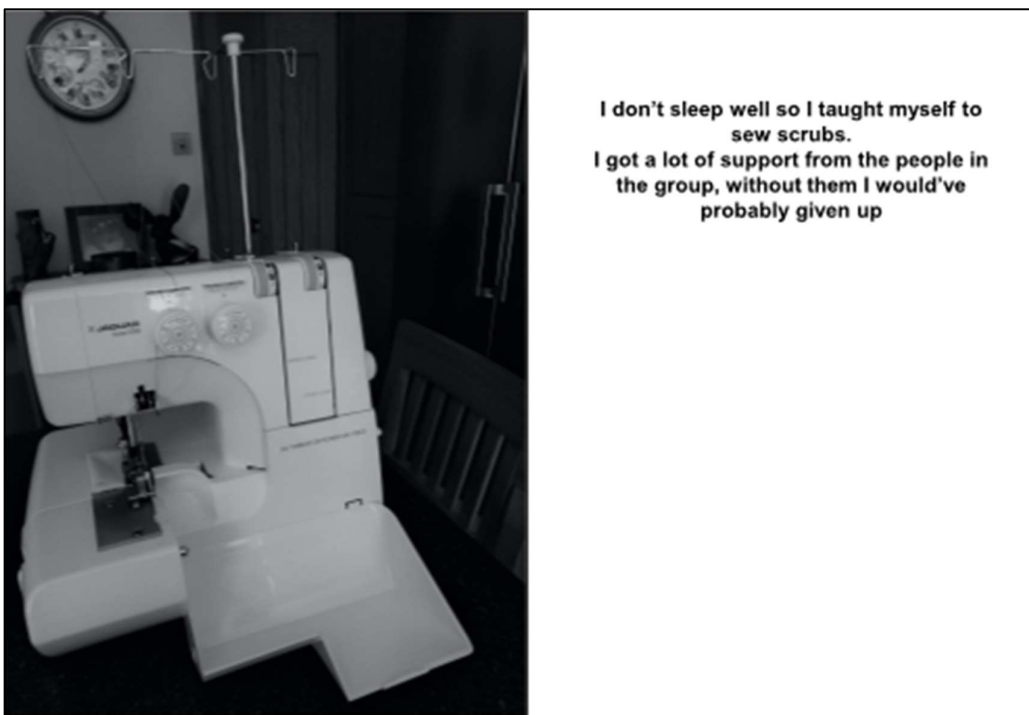 JAGUAR
I don't sleep well so I taught myself to
sew scrubs.
I got a lot of support from the people in
the group, without them I would've
probably given up